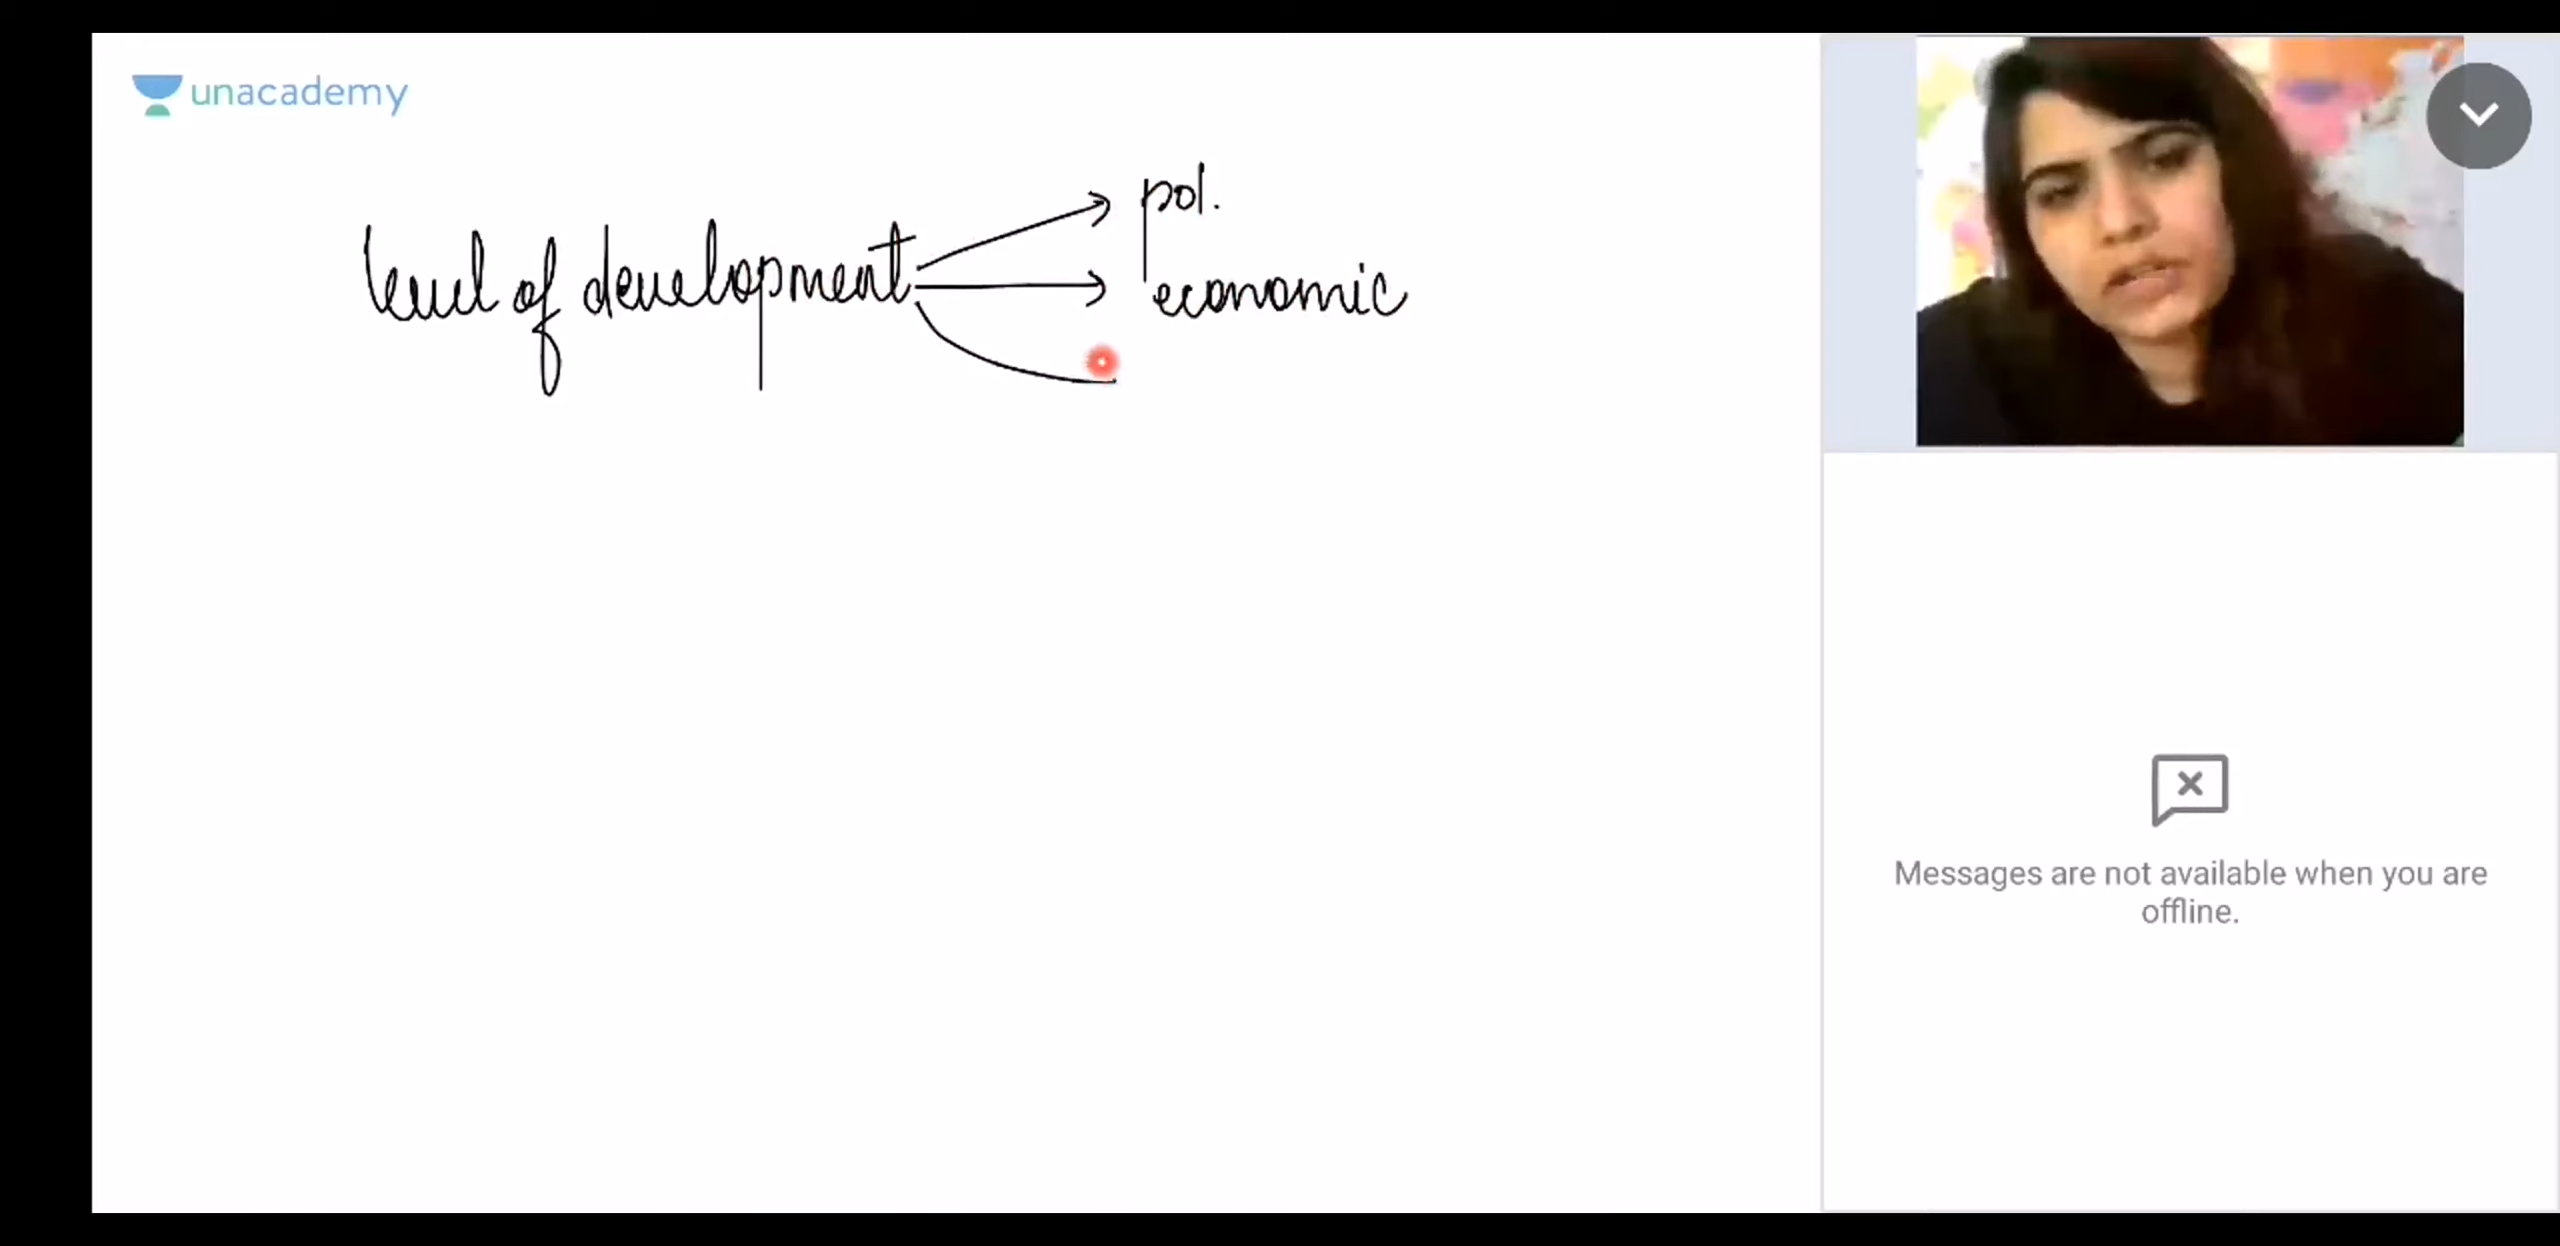 unacademy
pol.
level of development
economic
Messages are not available when you are
offline.